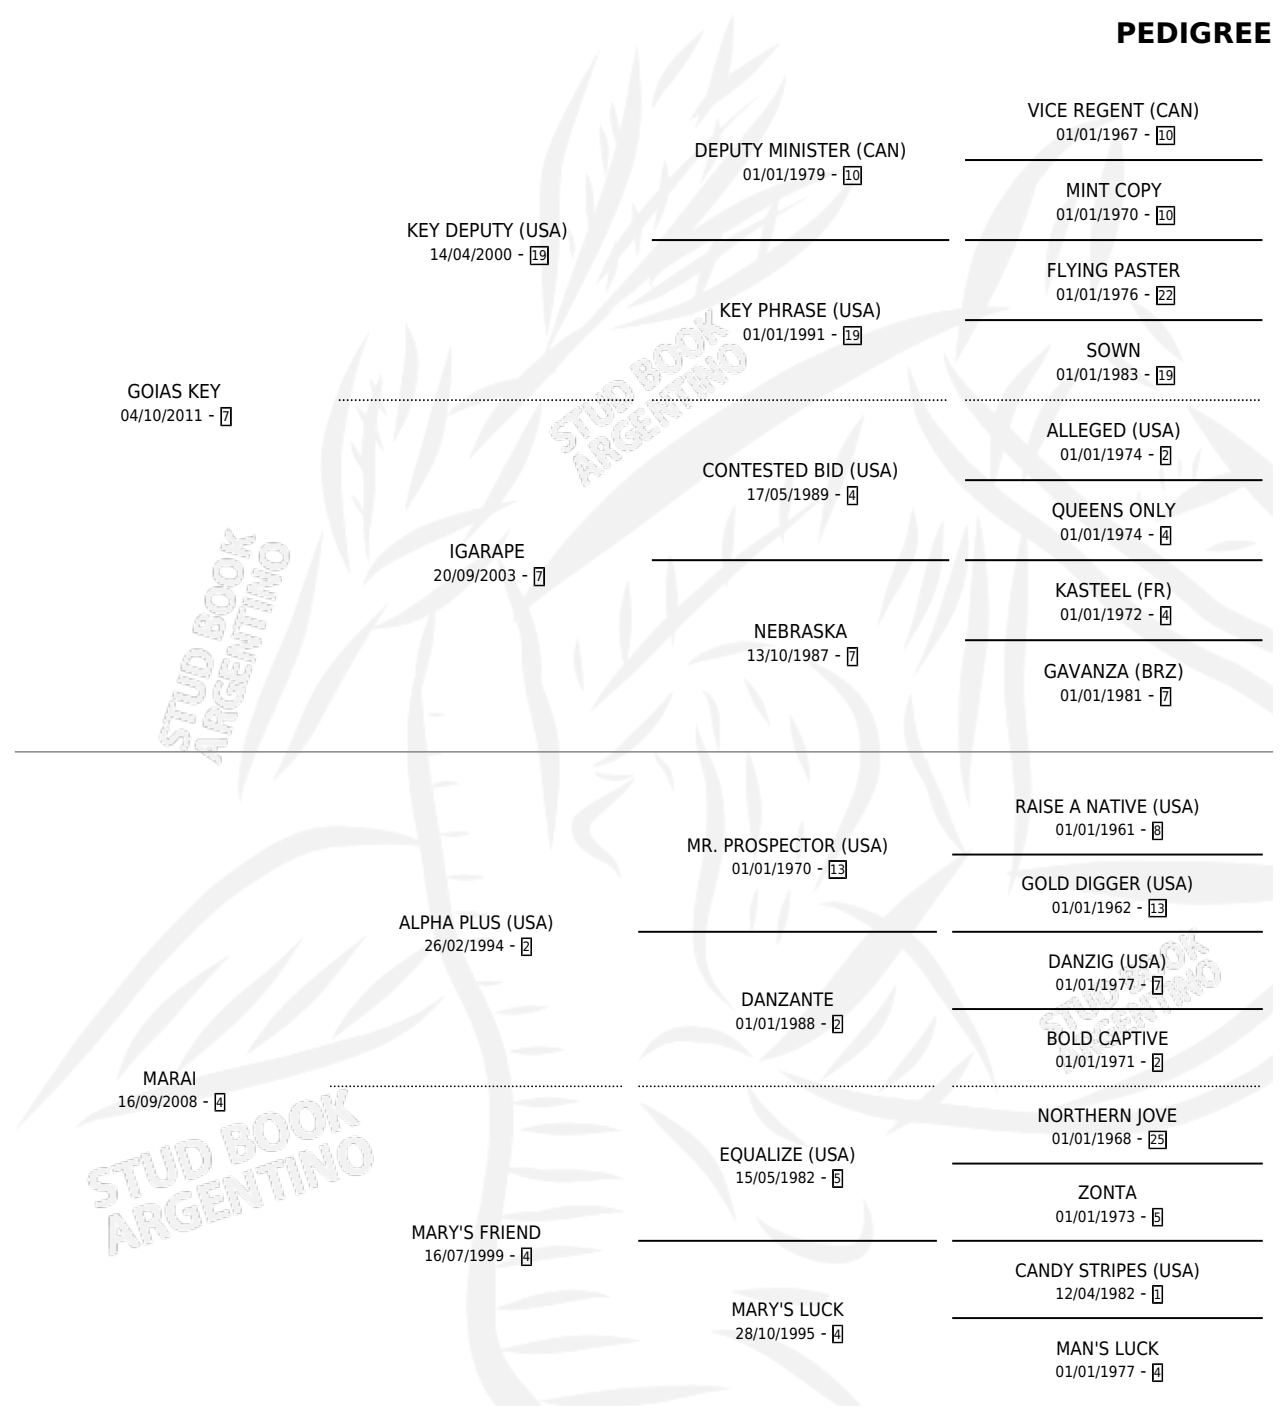 PEDIGREE
VICE REGENT (CAN)
01/01/1967 - 10
DEPUTY MINISTER (CAN)
01/01/1979 - 10
MINT COPY
01/01/1970 - 10
KEY DEPUTY (USA)
14/04/2000 - 19
FLYING PASTER
01/01/1976 - 22
KEY PHRASE (USA)
01/01/1991 - 19
SOWN
01/01/1983 - 19
GOIAS KEY
04/10/2011 - 7
STUD BOOK
ARGENTINO
ALLEGED (USA)
01/01/1974 - 2
CONTESTED BID (USA)
17/05/1989 - 4
QUEENS ONLY
01/01/1974 - 4
IGARAPE
20/09/2003 - 7
KASTEEL (FR)
01/01/1972 - 4
NEBRASKA
13/10/1987 - 7
GAVANZA (BRZ)
01/01/1981 - 7
STUD BOOK
ARGENTINO
RAISE A NATIVE (USA)
01/01/1961 - 8
MR. PROSPECTOR (USA)
01/01/1970 - 13
GOLD DIGGER (USA)
01/01/1962 - 13
ALPHA PLUS (USA)
26/02/1994 - 2
DANZIG (USA)
01/01/1977 - 7
DANZANTE
01/01/1988 - 2
STUD BOOK
ARGENTINO
BOLD CAPTIVE
01/01/1971 - 2
MARAI
16/09/2008 - 4
STUD BOOK
ARGENTINO
NORTHERN JOVE
01/01/1968 - 25
EQUALIZE (USA)
15/05/1982 - 5
ZONTA
01/01/1973 - 5
MARY'S FRIEND
16/07/1999 - 4
CANDY STRIPES (USA)
12/04/1982 - 1
MARY'S LUCK
28/10/1995 - 4
MAN'S LUCK
01/01/1977 - 4